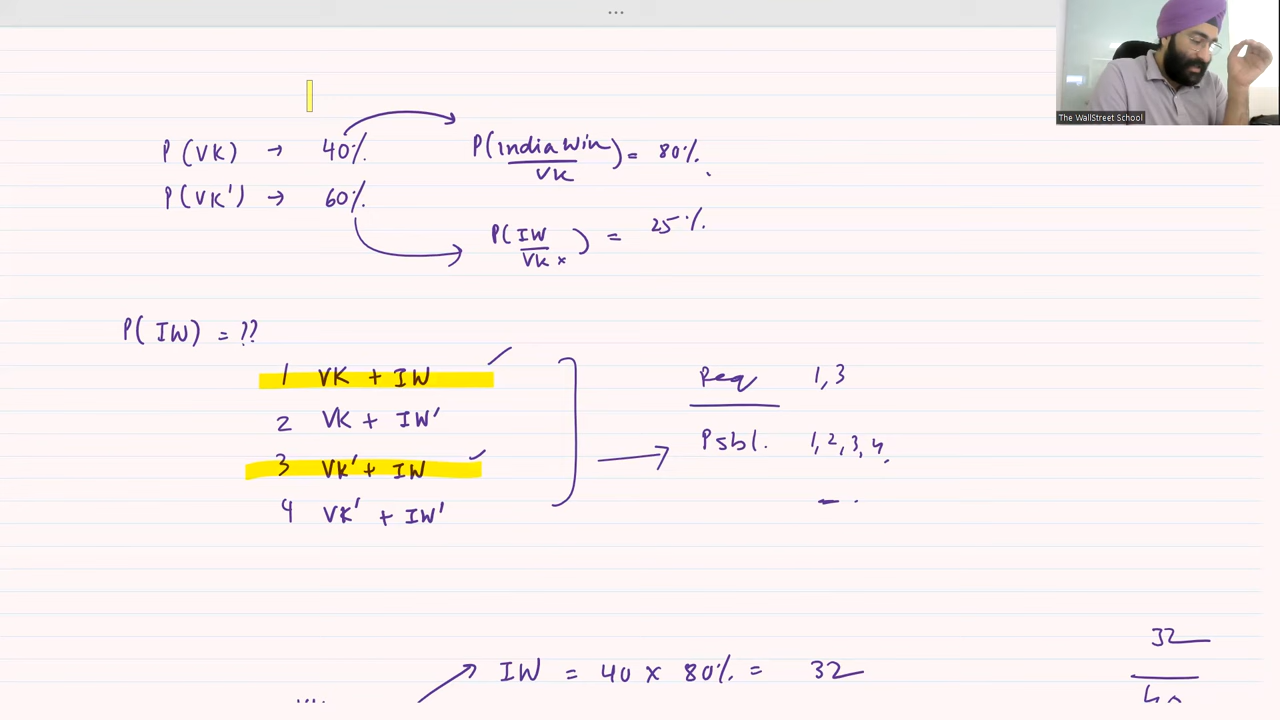 The WallStreet School
P(VK) → 40%. P(India Win/VK) = 80%.
P(VK') → 60%.
P(IW/VK×) = 25%.
P(IW) = ??
1 VK + IW ✓
2 VK + IW'
3 VK' + IW ✓
4 VK' + IW'
Req 1,3
Psbl. 1,2,3,4.
IW = 40 × 80% = 32
32